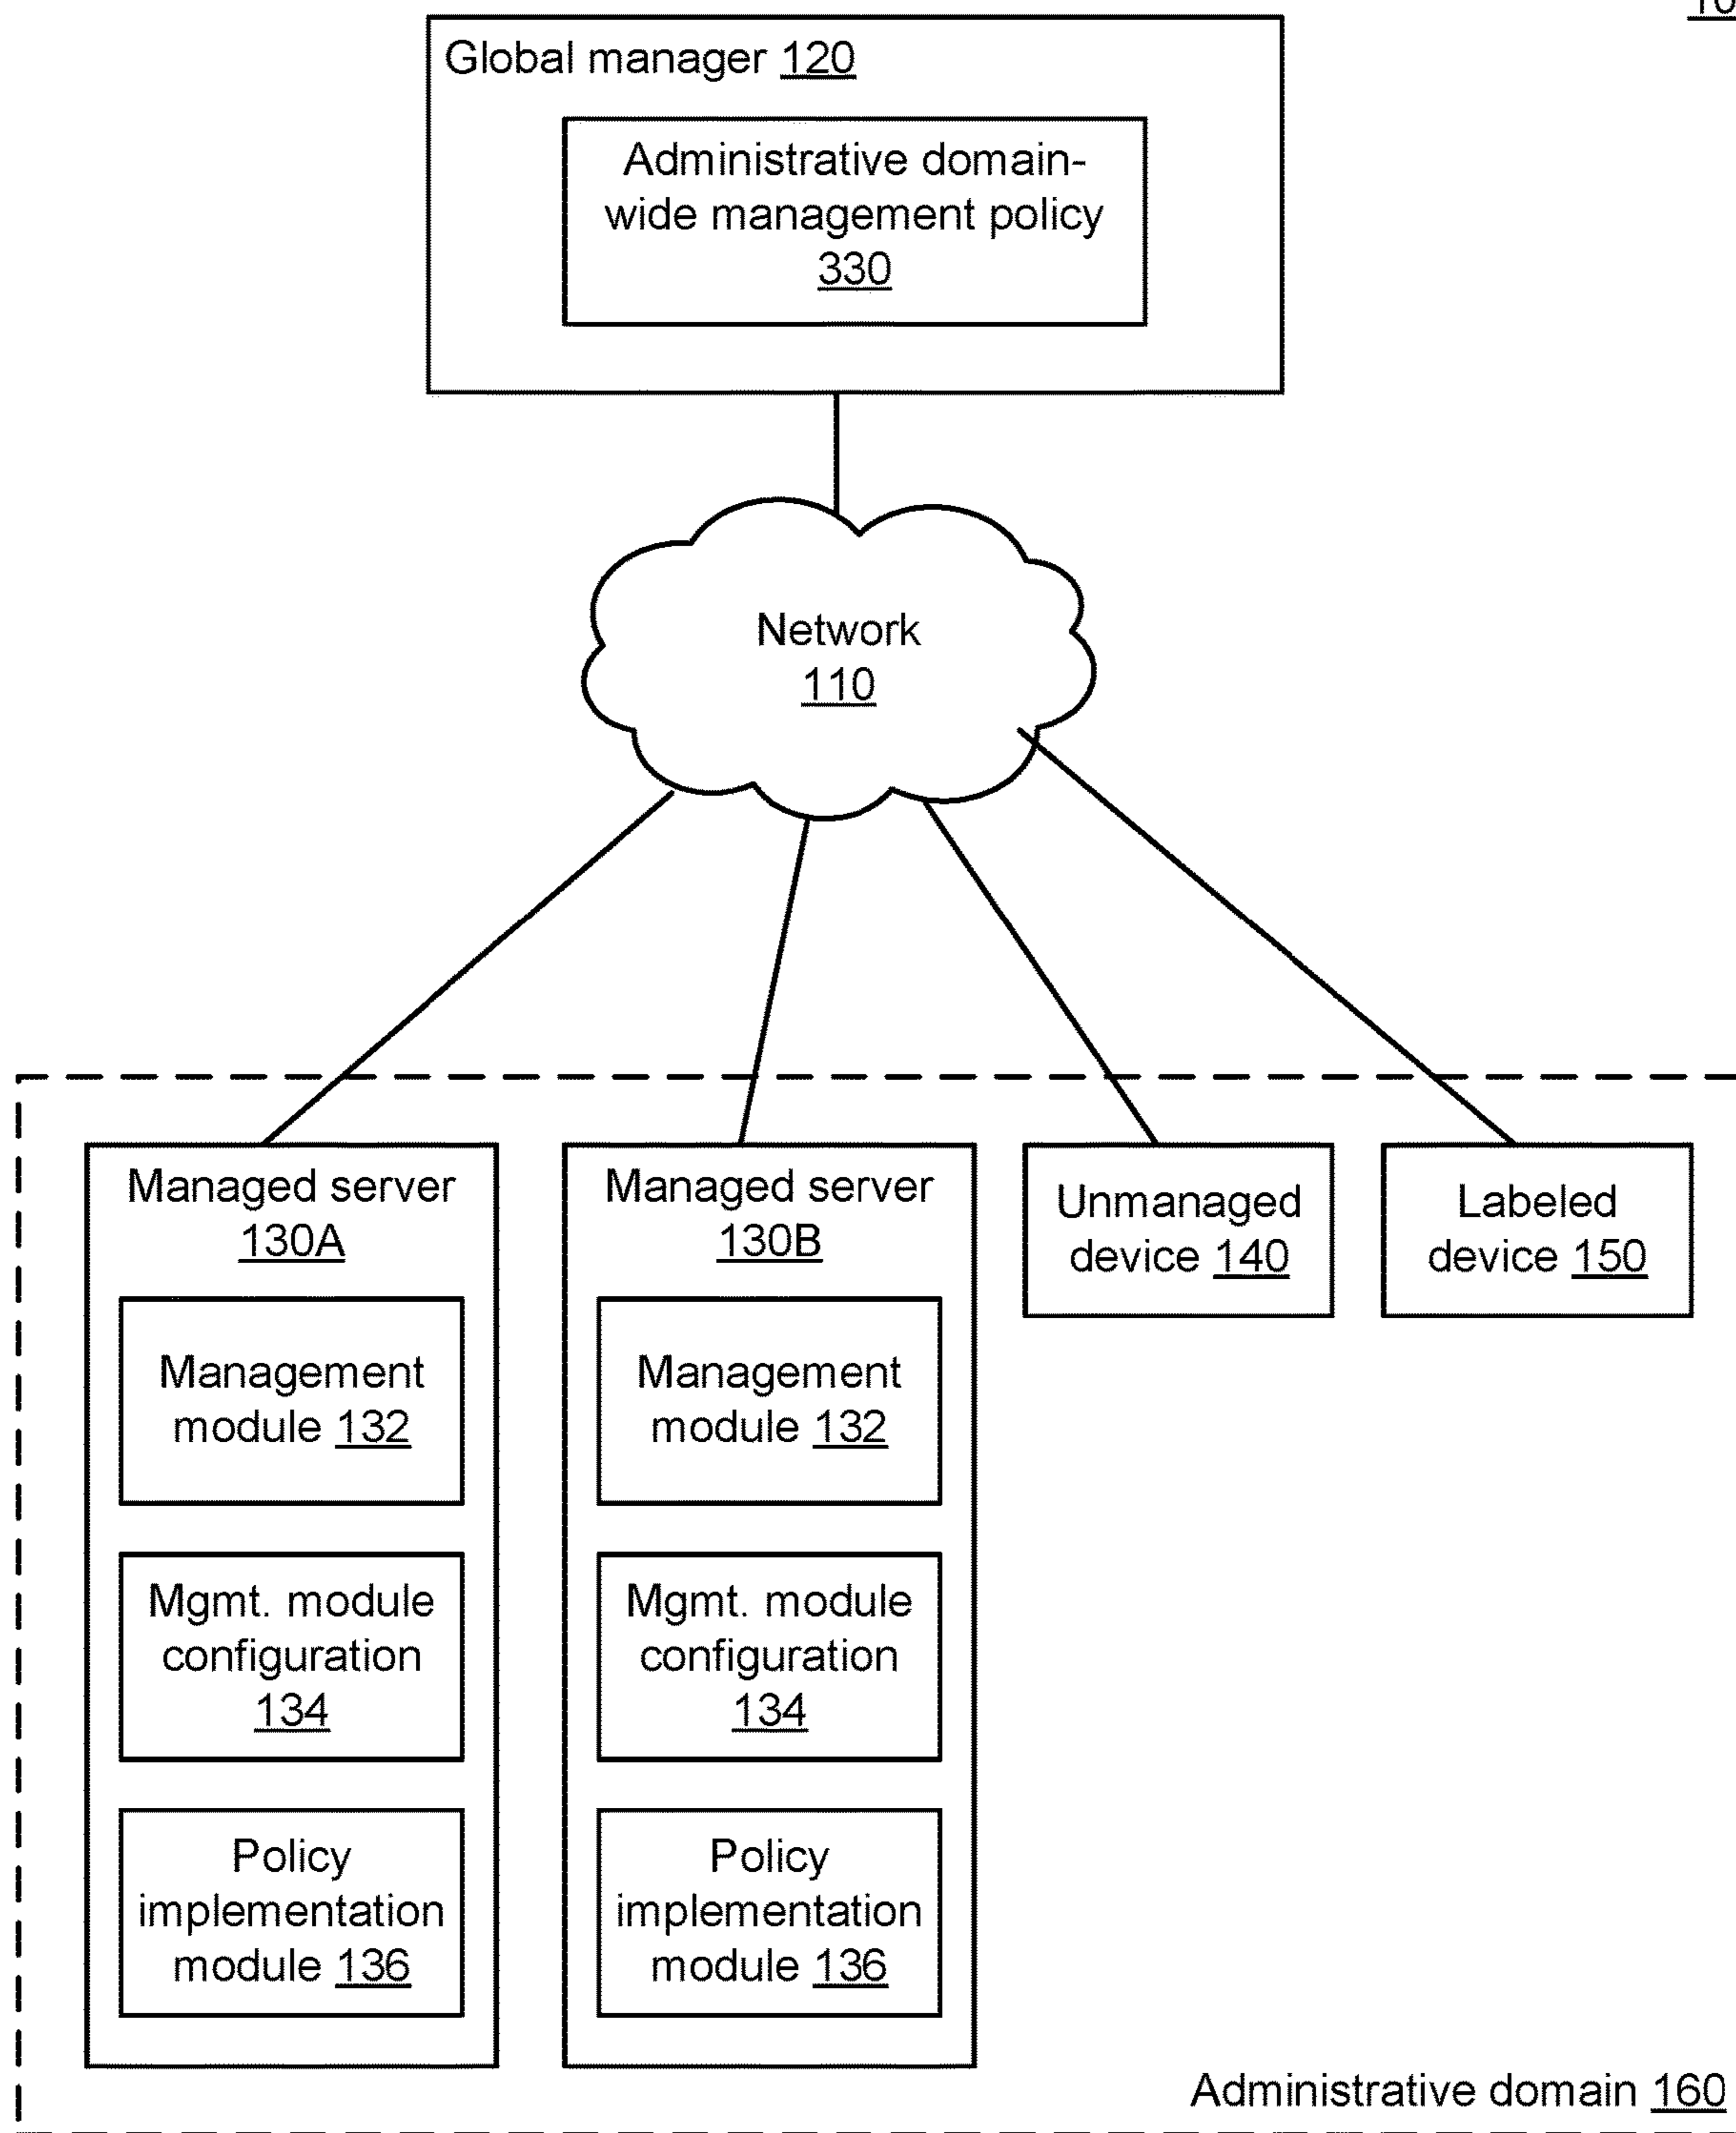 Global manager 120
Administrative domain-
wide management policy
330
Network
110
Managed server
130A
Management
module 132
Mgmt. module
configuration
134
Policy
implementation
module 136
Managed server
130B
Management
module 132
Mgmt. module
configuration
134
Policy
implementation
module 136
Unmanaged
device 140
Labeled
device 150
Administrative domain 160